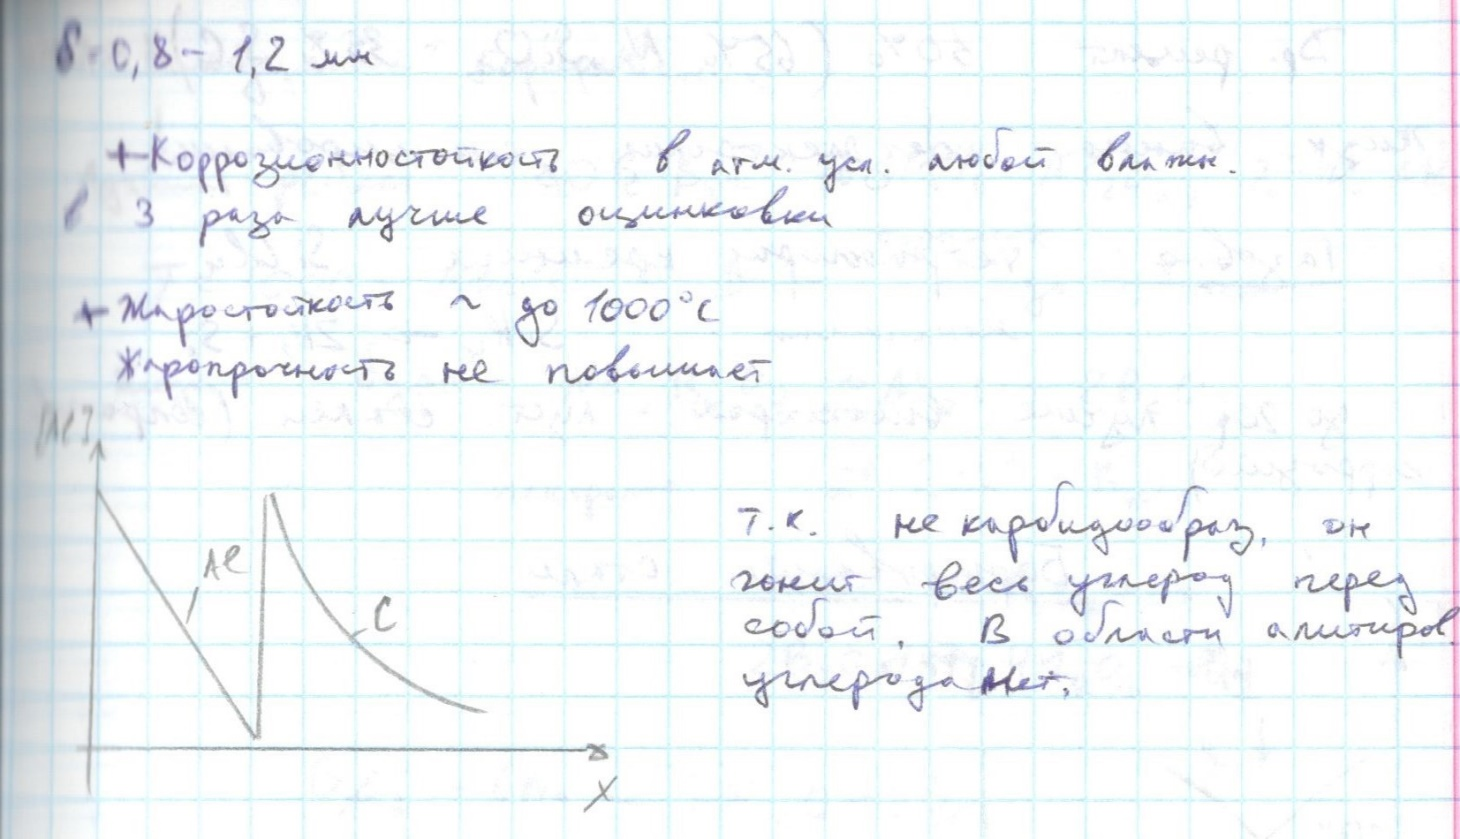 δ = 0,8 – 1,2 мм
+ Коррозионностойкость в атм. усл. любой влажн.
в 3 раза лучше оцинковки
+ Жаростойкость ~ до 1000°С
Жаропрочность не повышает
[Al]
Al
C
X
т.к. не карбидообраз, он
гонит весь углерод перед
собой. В области алитиров.
углерода нет.